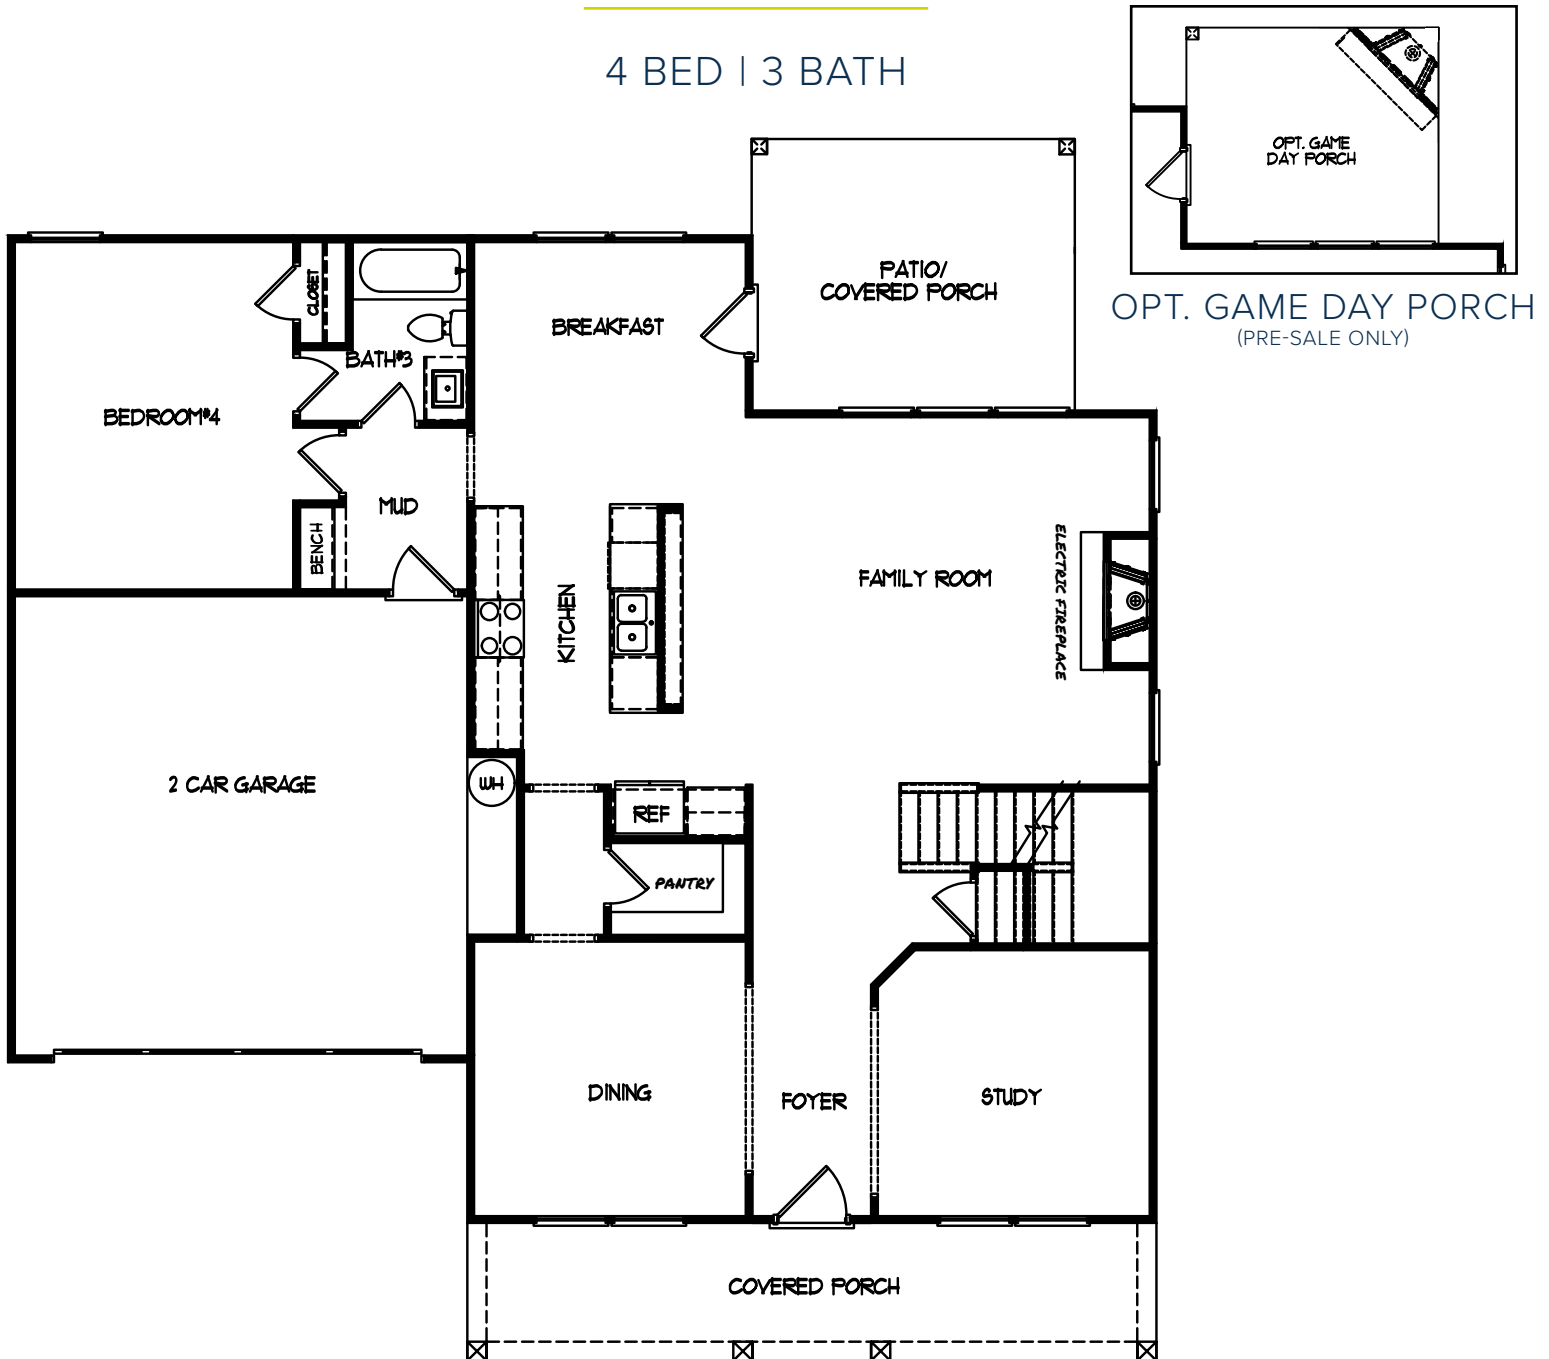 4 BED | 3 BATH
OPT. GAME
DAY PORCH
OPT. GAME DAY PORCH
(PRE-SALE ONLY)
PATIO/
COVERED PORCH
CLOSET
BREAKFAST
BATH#3
BEDROOM#4
MUD
BENCH
KITCHEN
FAMILY ROOM
ELECTRIC FIREPLACE
2 CAR GARAGE
WH
REF
PANTRY
DINING
FOYER
STUDY
COVERED PORCH